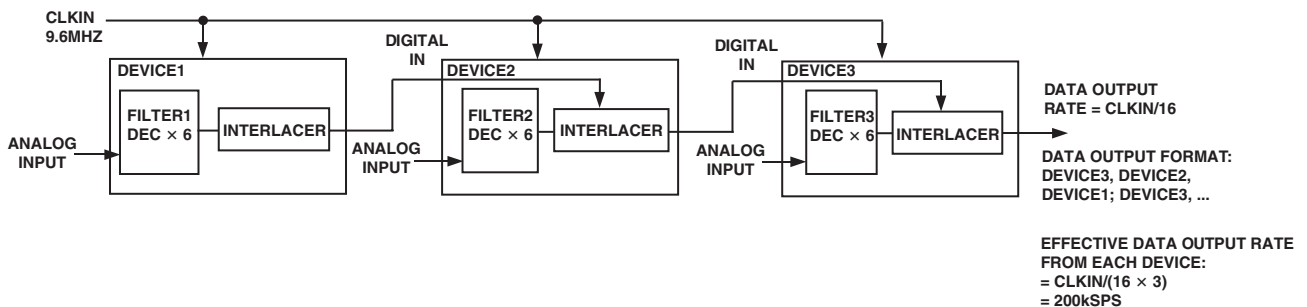 CLKIN
9.6MHZ
DEVICE1
FILTER1
DEC × 6
INTERLACER
ANALOG
INPUT
DIGITAL
IN
DEVICE2
FILTER2
DEC × 6
INTERLACER
ANALOG
INPUT
DIGITAL
IN
DEVICE3
FILTER3
DEC × 6
INTERLACER
ANALOG
INPUT
DATA OUTPUT
RATE = CLKIN/16
DATA OUTPUT FORMAT:
DEVICE3, DEVICE2,
DEVICE1; DEVICE3, ...
EFFECTIVE DATA OUTPUT RATE
FROM EACH DEVICE:
= CLKIN/(16 × 3)
= 200kSPS